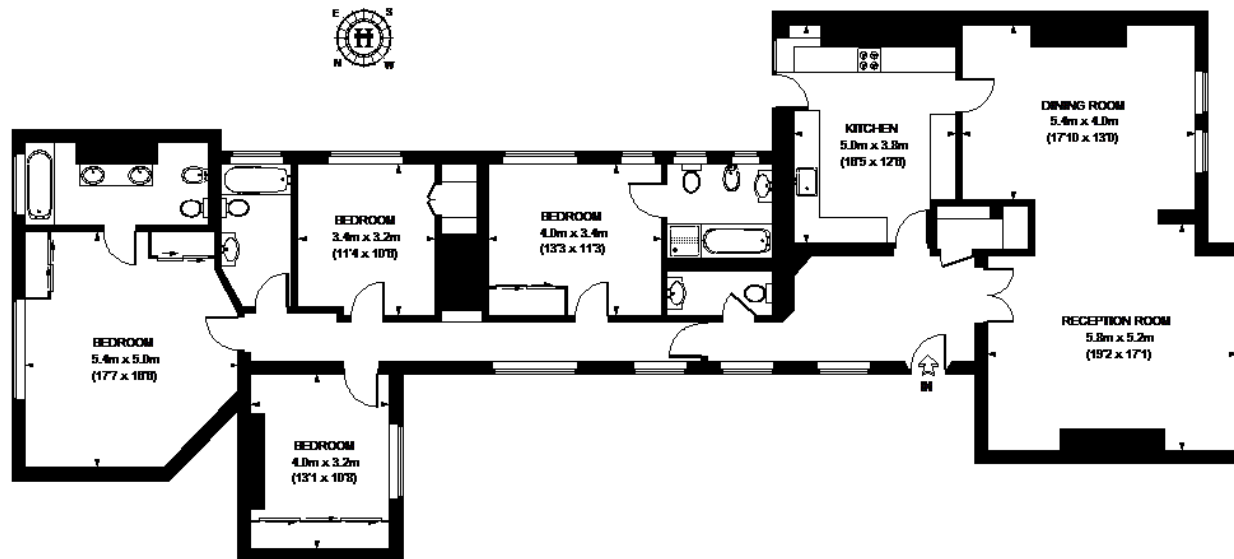 E S
H
N W
KITCHEN
5.0m x 3.8m
(16'5 x 12'6)
DINING ROOM
5.4m x 4.0m
(17'10 x 13'0)
BEDROOM
3.4m x 3.2m
(11'4 x 10'6)
BEDROOM
4.0m x 3.4m
(13'3 x 11'3)
BEDROOM
5.4m x 5.0m
(17'7 x 16'6)
RECEPTION ROOM
5.8m x 5.2m
(19'2 x 17'1)
IN
BEDROOM
4.0m x 3.2m
(13'1 x 10'8)